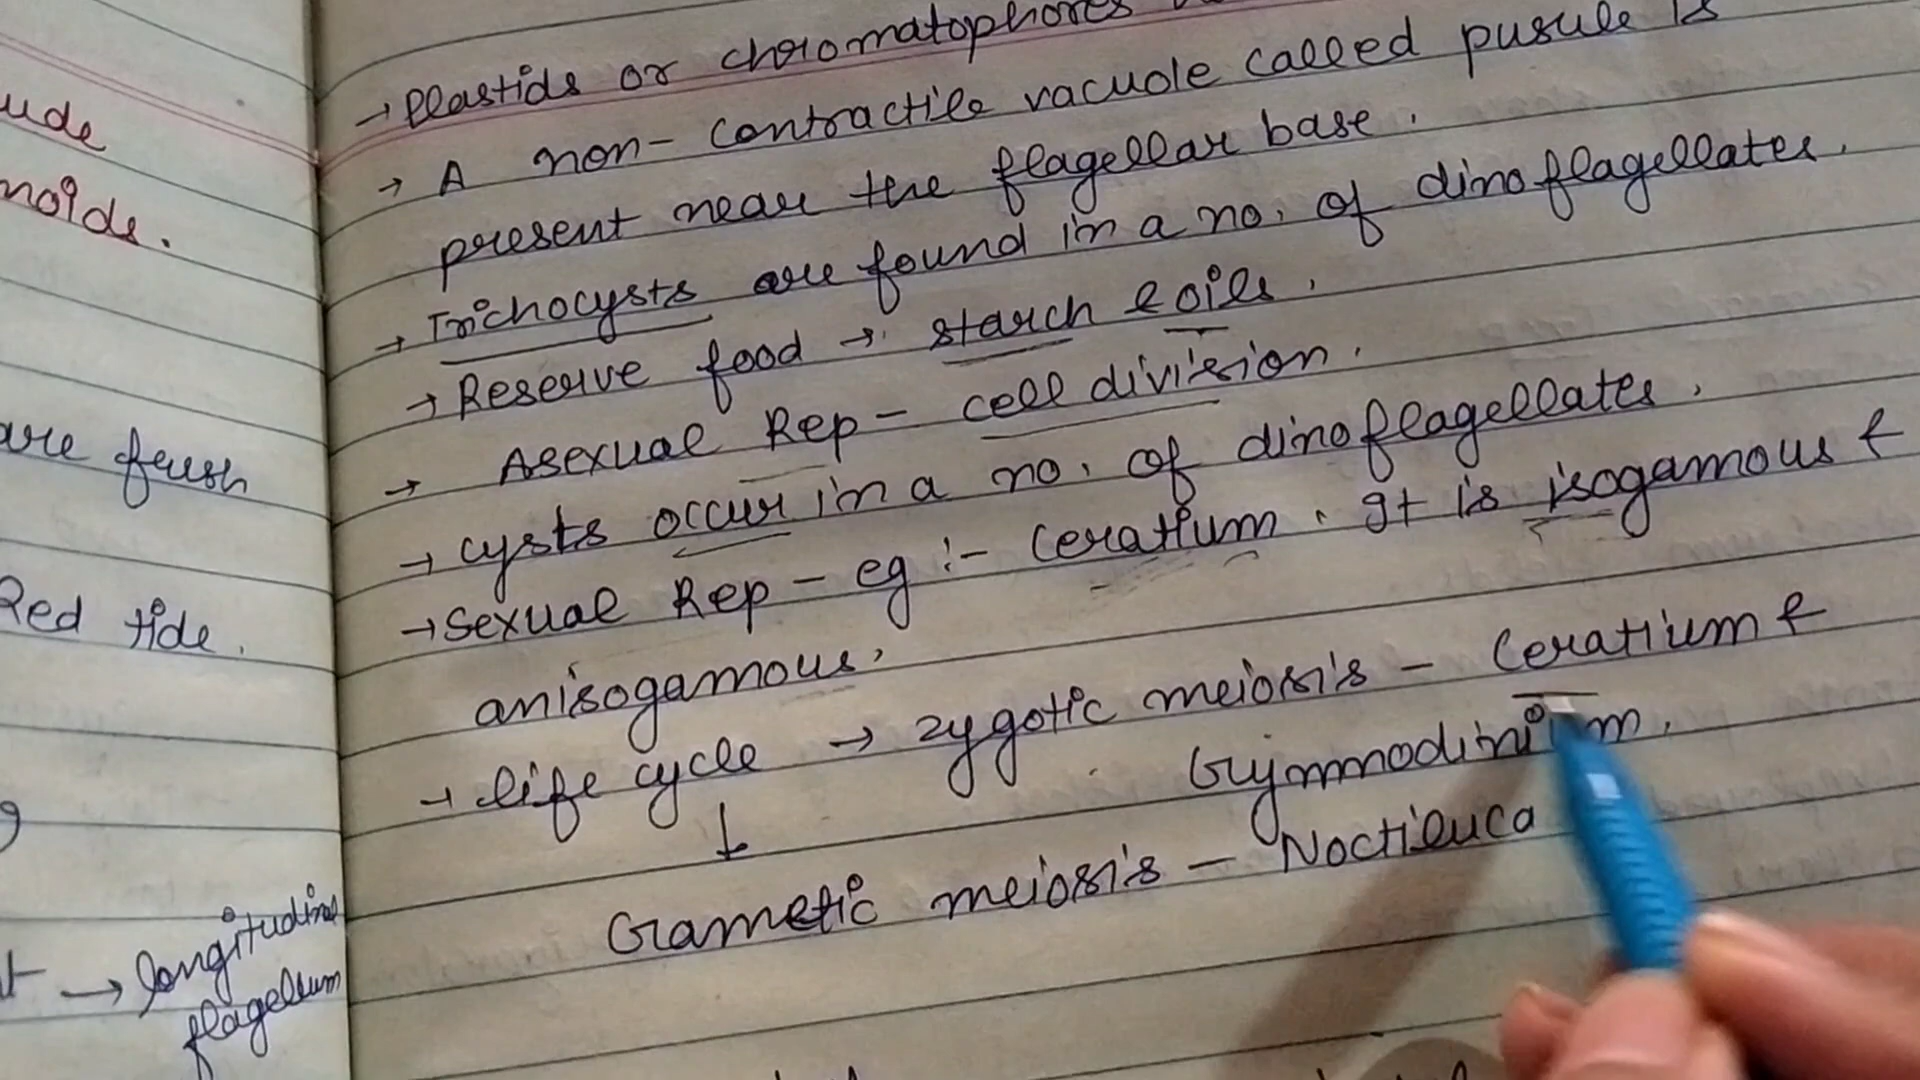 ude
noids.
are fresh
Red tide.
→ longitudinal
flagellum
→ Plastids or chromatophores
→ A non-contractile vacuole called pusule is
present near the flagellar base.
→ Trichocysts are found in a no. of dinoflagellates.
→ Reserve food → starch & oils.
→ Asexual Rep - cell division.
→ cysts occur in a no. of dinoflagellates.
→ Sexual Rep - eg :- Ceratium. It is isogamous &
anisogamous.
→ life cycle → zygotic meiosis - Ceratium &
Gymnodinium.
Gametic meiosis - Noctiluca